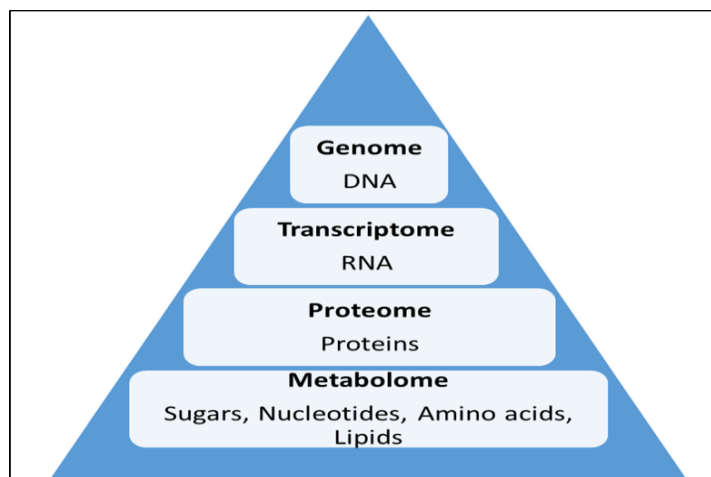 Genome
DNA
Transcriptome
RNA
Proteome
Proteins
Metabolome
Sugars, Nucleotides, Amino acids,
Lipids